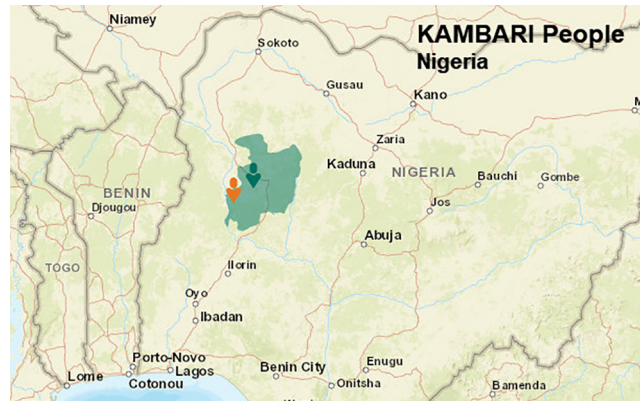 KAMBARI People
Nigeria
Niamey
Sokoto
Gusau
Kano
Zaria
Kaduna
NIGERIA
Bauchi
Gombe
BENIN
Djougou
Jos
Abuja
TOGO
Ilorin
Oyo
Ibadan
Porto-Novo
Lagos
Benin City
Enugu
Lome
Cotonou
Onitsha
Bamenda